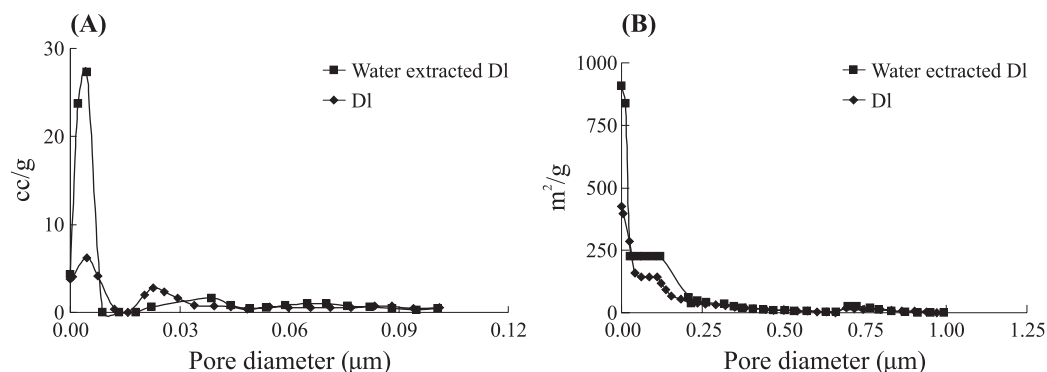 (A)
30
20
10
0
cc/g
0.00 0.03 0.06 0.09 0.12
Pore diameter (μm)
Water extracted Dl
Dl
(B)
1000
750
500
250
0
m²/g
0.00 0.25 0.50 0.75 1.00 1.25
Pore diameter (μm)
Water ectracted Dl
Dl